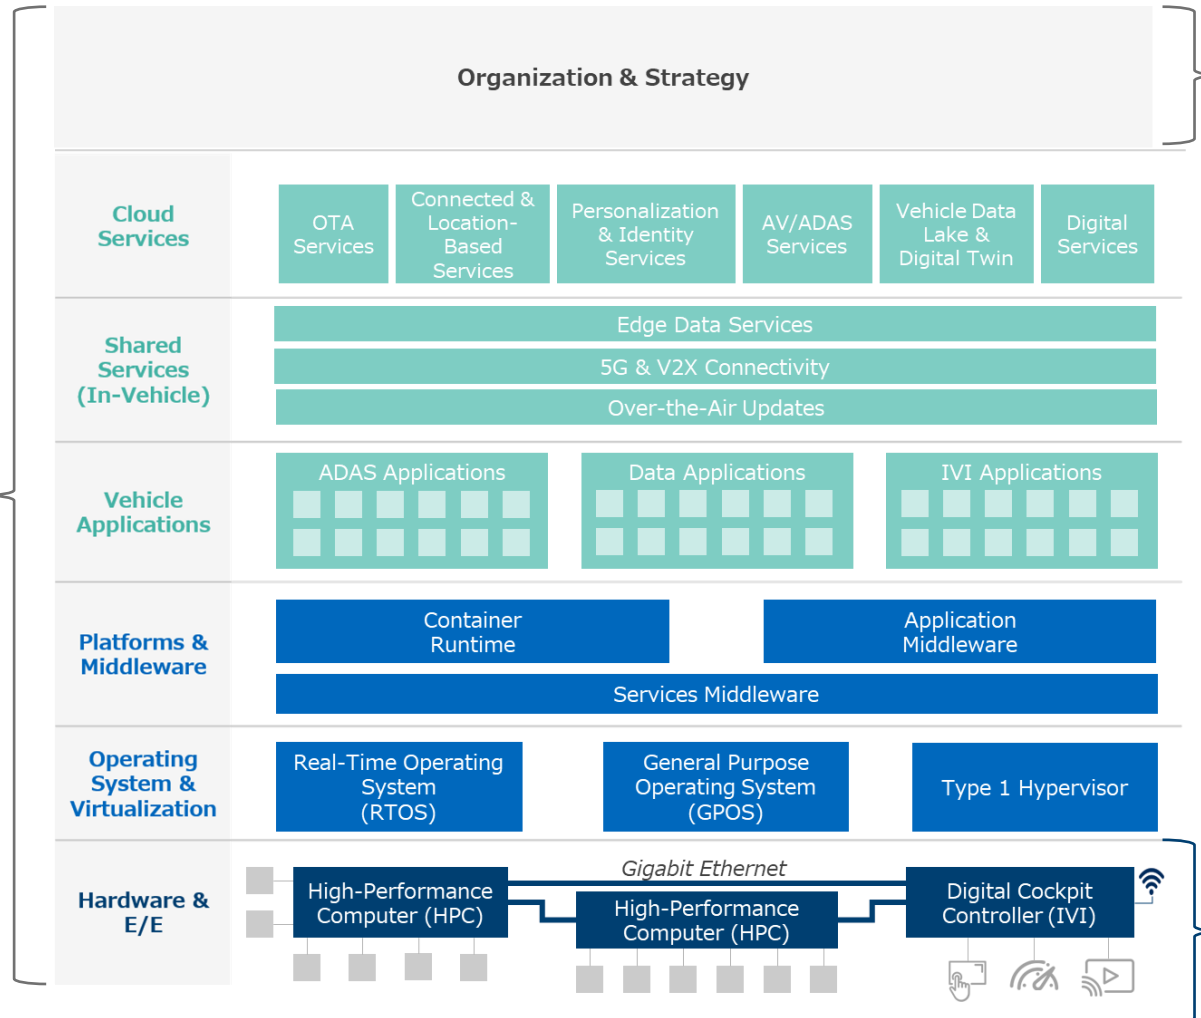 Organization & Strategy
Cloud
Services
OTA
Services
Connected &
Location-
Based
Services
Personalization
& Identity
Services
AV/ADAS
Services
Vehicle Data
Lake &
Digital Twin
Digital
Services
Shared
Services
(In-Vehicle)
Edge Data Services
5G & V2X Connectivity
Over-the-Air Updates
Vehicle
Applications
ADAS Applications
Data Applications
IVI Applications
Platforms &
Middleware
Container
Runtime
Application
Middleware
Services Middleware
Operating
System &
Virtualization
Real-Time Operating
System
(RTOS)
General Purpose
Operating System
(GPOS)
Type 1 Hypervisor
Hardware &
E/E
Gigabit Ethernet
High-Performance
Computer (HPC)
High-Performance
Computer (HPC)
Digital Cockpit
Controller (IVI)